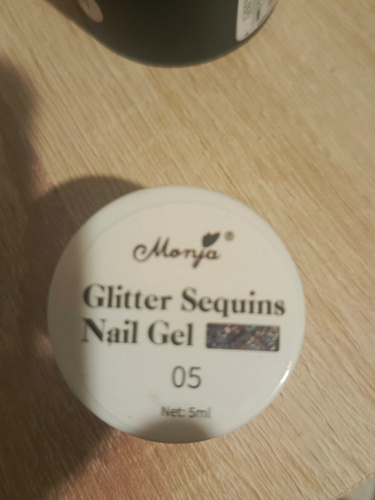 Monja®
Glitter Sequins
Nail Gel
05
Net: 5ml